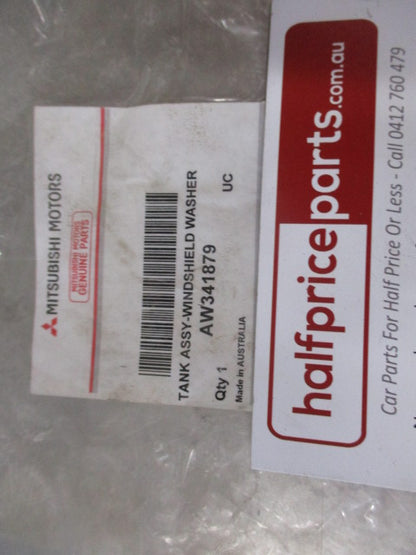 MITSUBISHI MOTORS
MITSUBISHI MOTORS
GENUINE PARTS
TANK ASSY-WINDSHIELD WASHER
AW341879
Qty 1
UC
Made in AUSTRALIA
halfpriceparts.com.au
Car Parts For Half Price Or Less - Call 0412 760 479